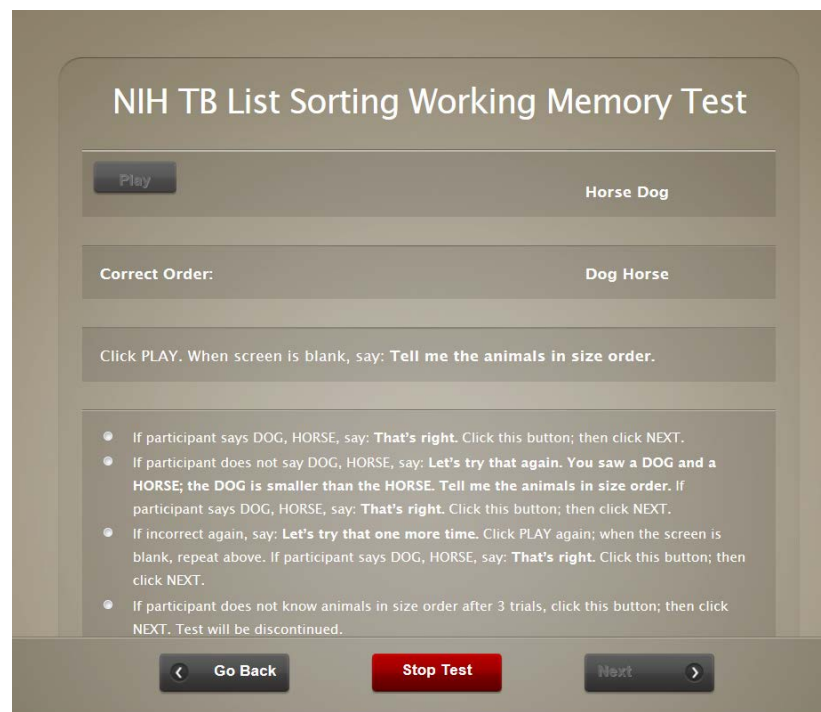 NIH TB List Sorting Working Memory Test
Play
Horse Dog
Correct Order:
Dog Horse
Click PLAY. When screen is blank, say: Tell me the animals in size order.
If participant says DOG, HORSE, say: That's right. Click this button; then click NEXT.
If participant does not say DOG, HORSE, say: Let's try that again. You saw a DOG and a
HORSE; the DOG is smaller than the HORSE. Tell me the animals in size order. If
participant says DOG, HORSE, say: That's right. Click this button; then click NEXT.
If incorrect again, say: Let's try that one more time. Click PLAY again; when the screen is
blank, repeat above. If participant says DOG, HORSE, say: That's right. Click this button; then
click NEXT.
If participant does not know animals in size order after 3 trials, click this button; then click
NEXT. Test will be discontinued.
Go Back
Stop Test
Next